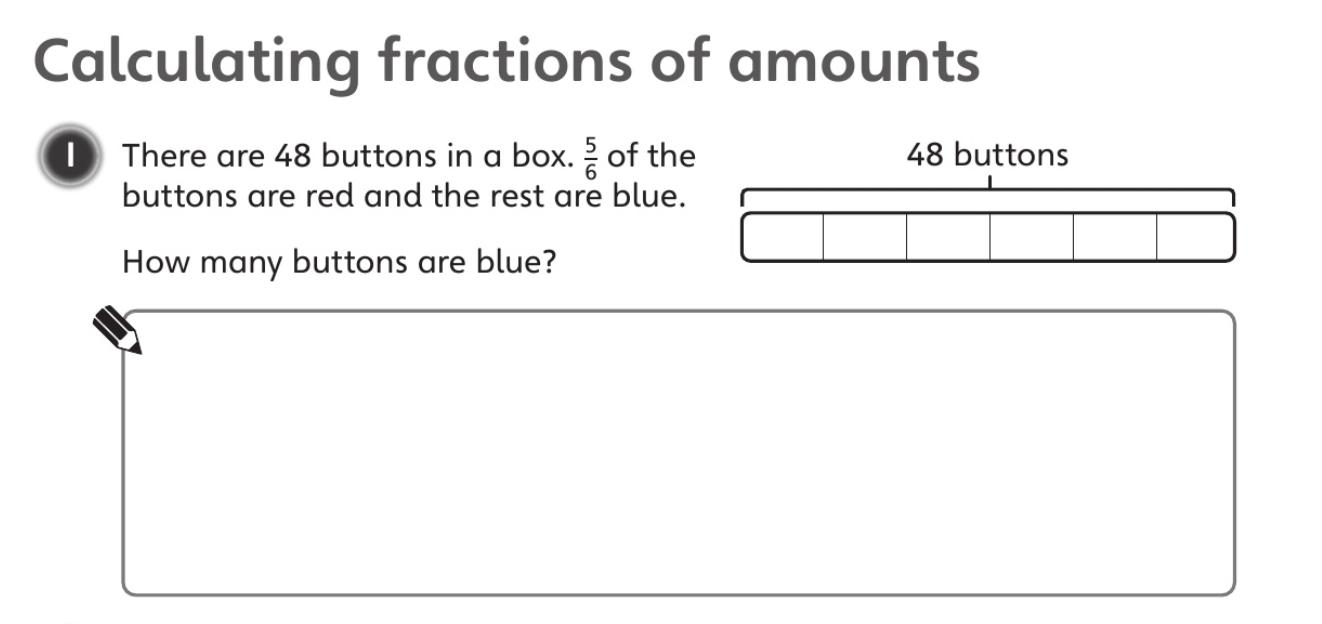 Calculating fractions of amounts
1 There are 48 buttons in a box. 5/6 of the
buttons are red and the rest are blue.
How many buttons are blue?
48 buttons